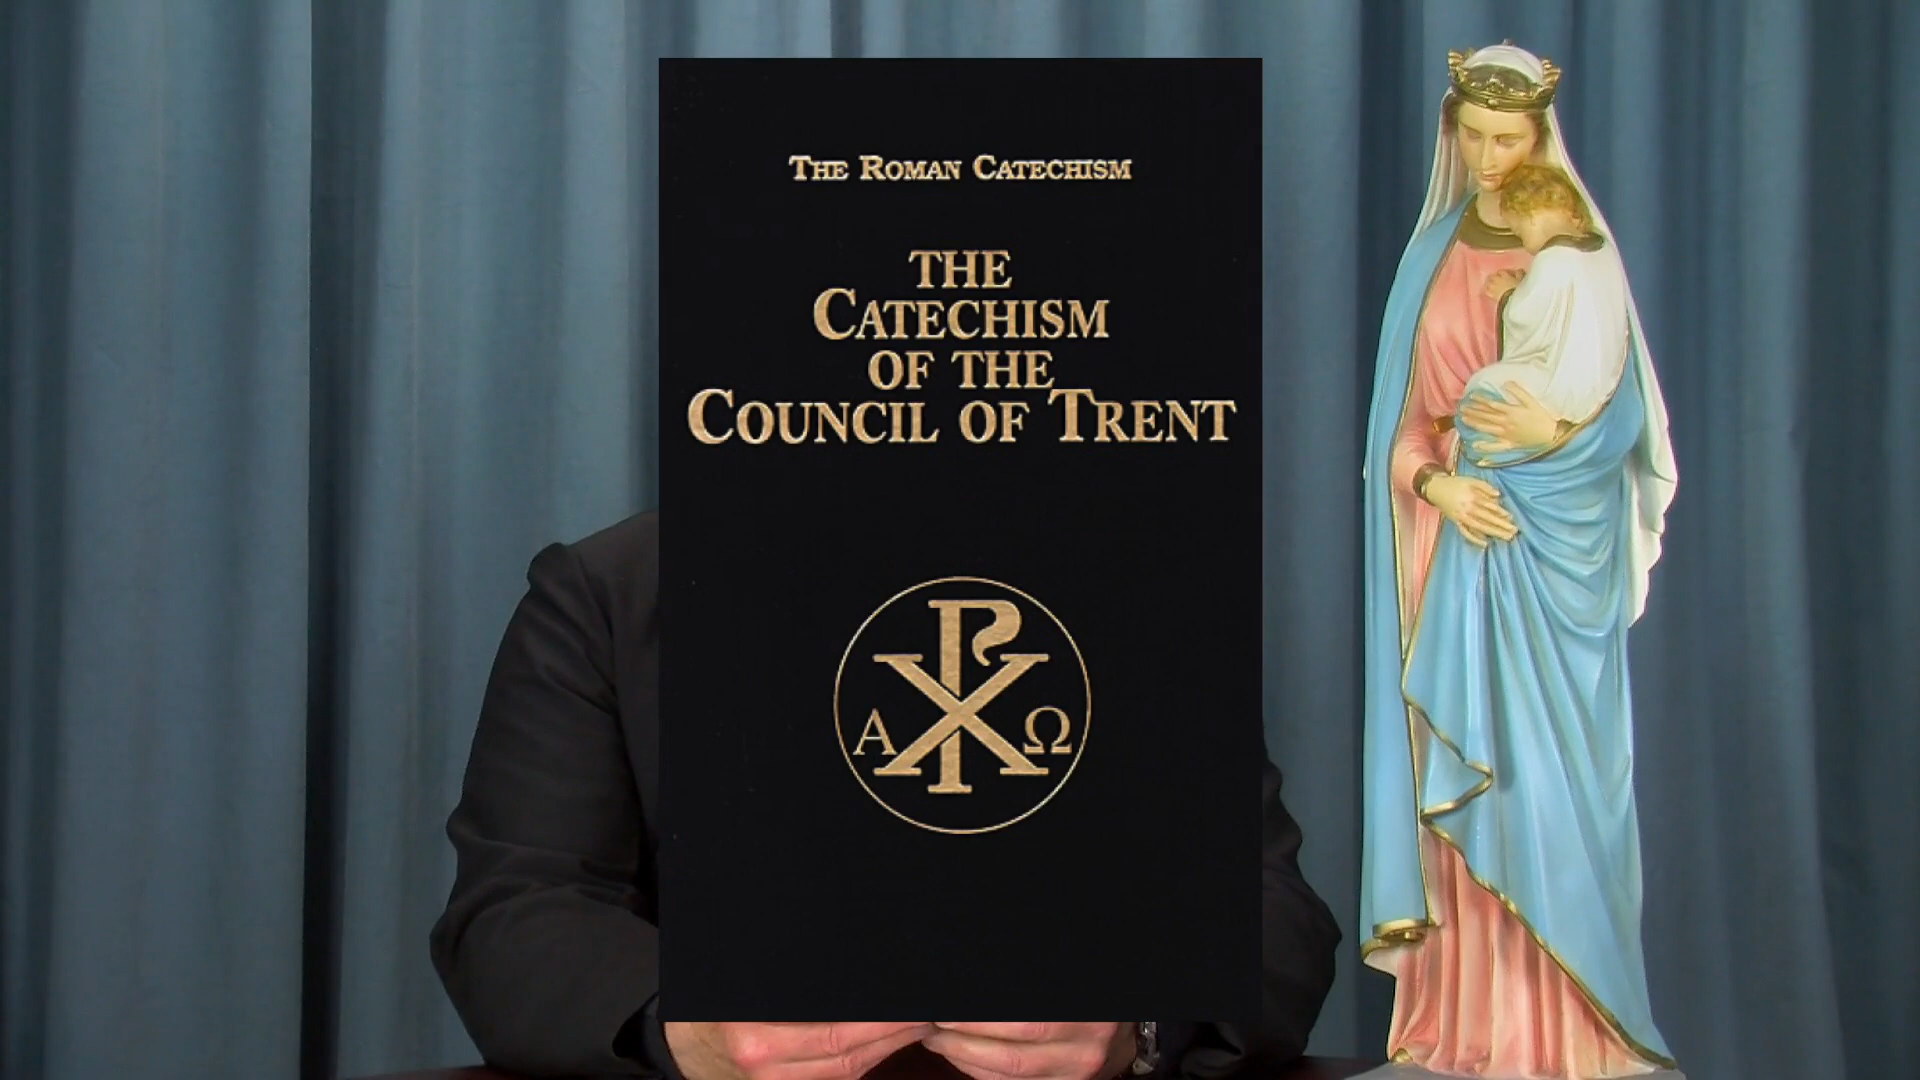 THE ROMAN CATECHISM
THE
CATECHISM
OF THE
COUNCIL OF TRENT
Α Ω